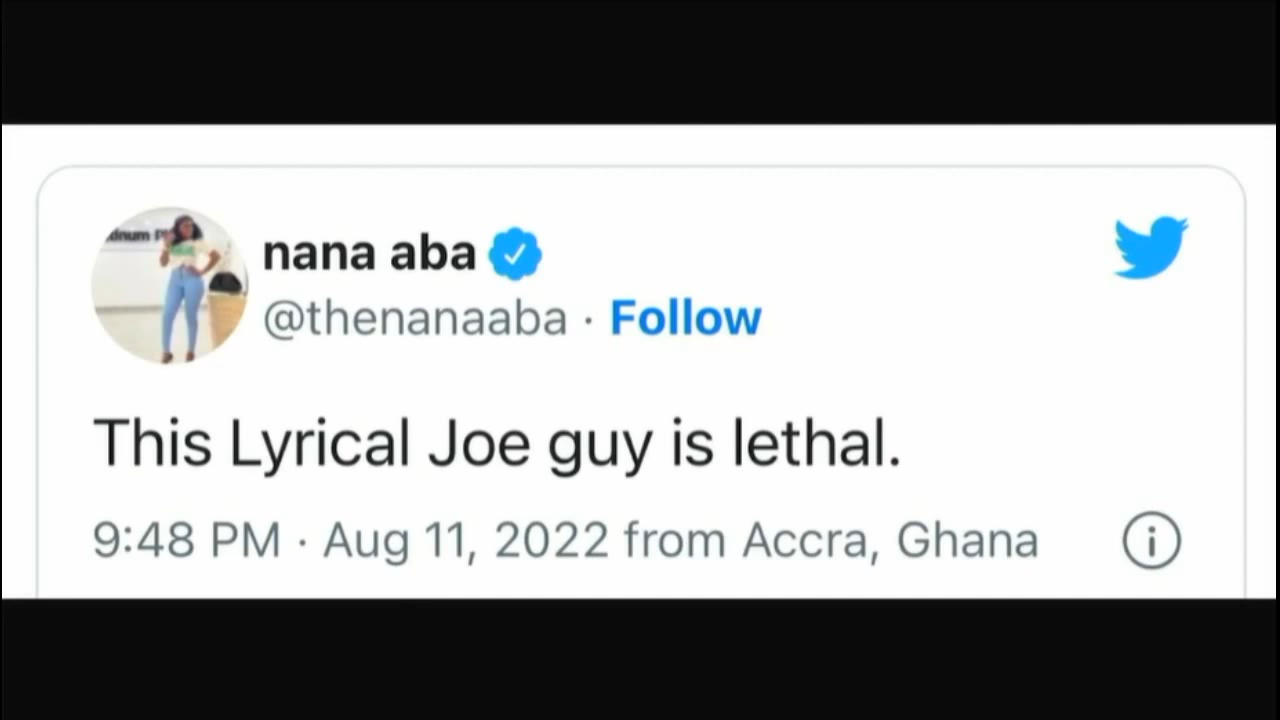 nana aba
@thenanaaba · Follow
This Lyrical Joe guy is lethal.
9:48 PM · Aug 11, 2022 from Accra, Ghana